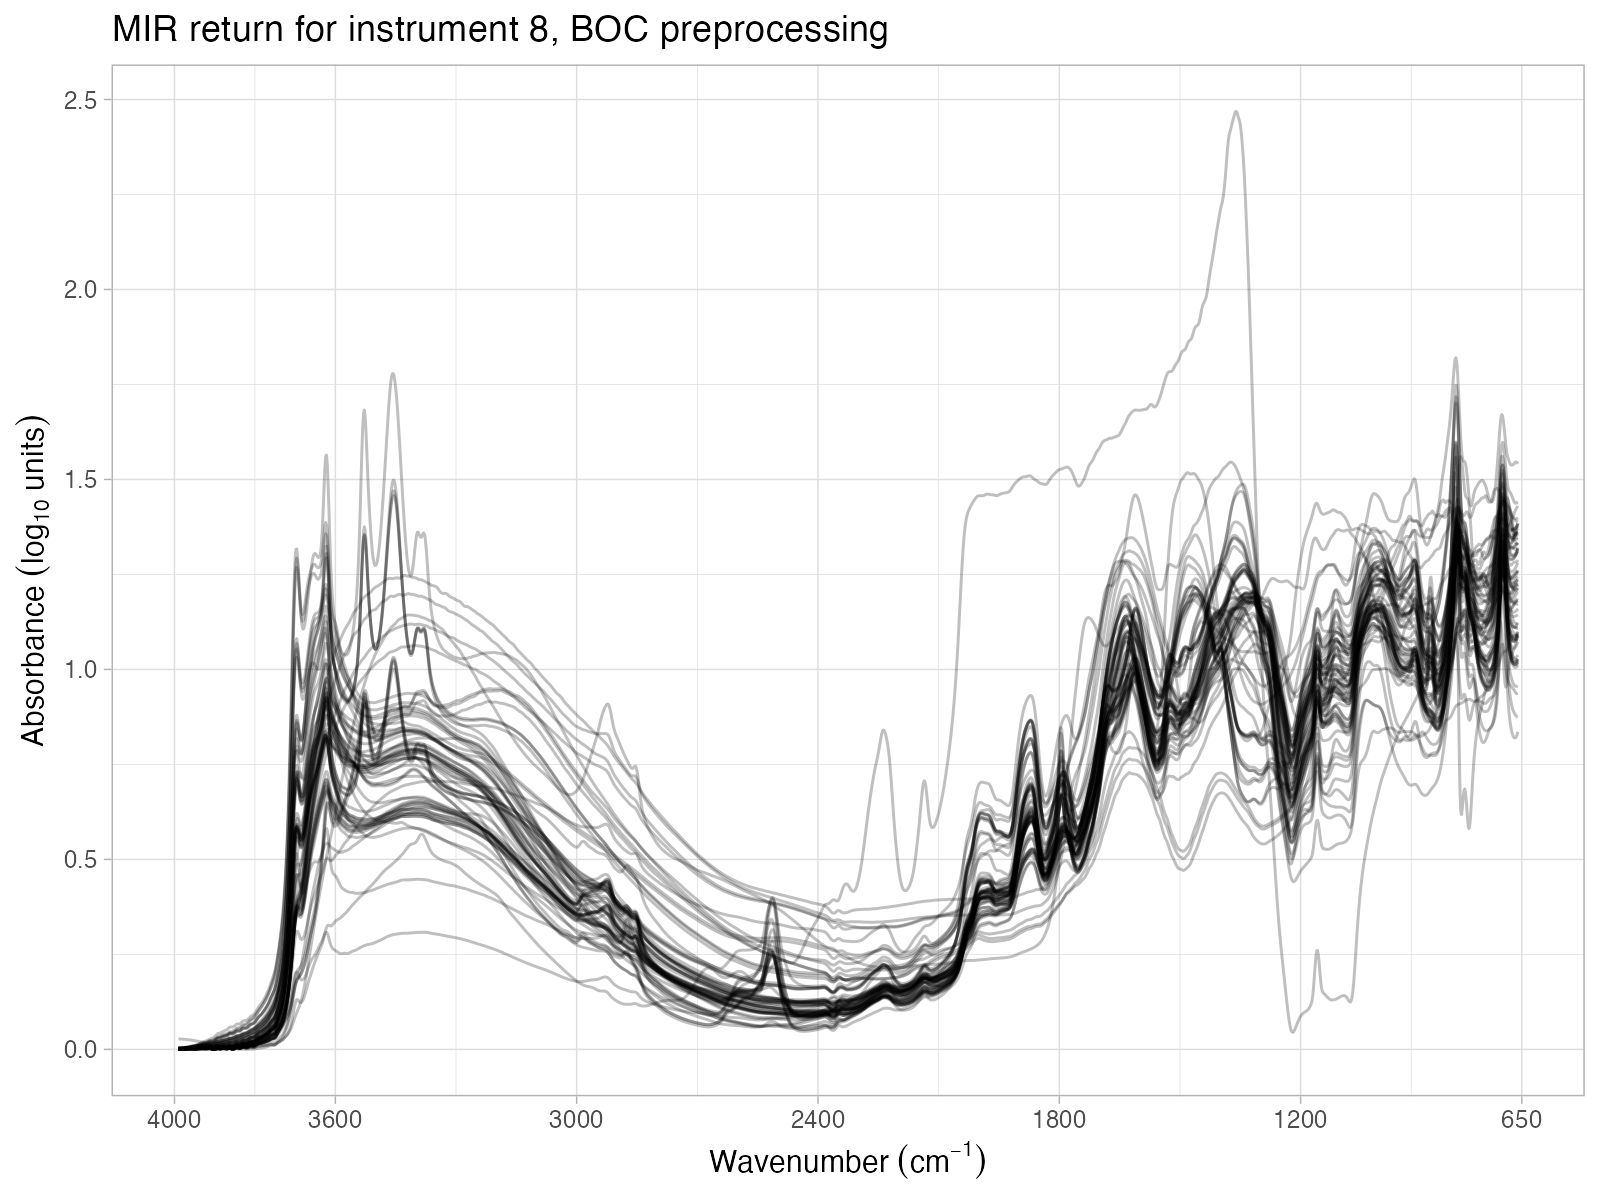 MIR return for instrument 8, BOC preprocessing
2.5
2.0
1.5
1.0
0.5
0.0
Absorbance (log₁₀ units)
4000 3600 3000 2400 1800 1200 650
Wavenumber (cm⁻¹)